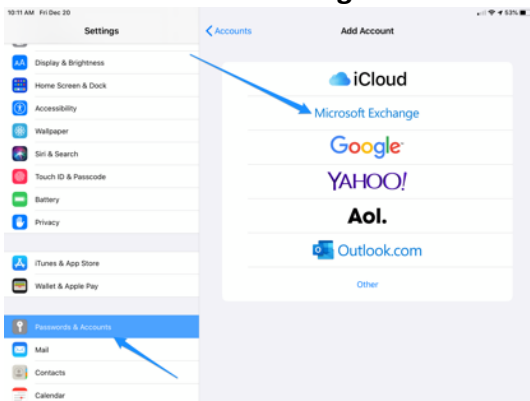 10:11 AM Fri Dec 20
53%
Settings
Accounts
Add Account
Display & Brightness
Home Screen & Dock
Accessibility
Wallpaper
Siri & Search
Touch ID & Passcode
Battery
Privacy
iTunes & App Store
Wallet & Apple Pay
Passwords & Accounts
Mail
Contacts
Calendar
iCloud
Microsoft Exchange
Google
YAHOO!
Aol.
Outlook.com
Other